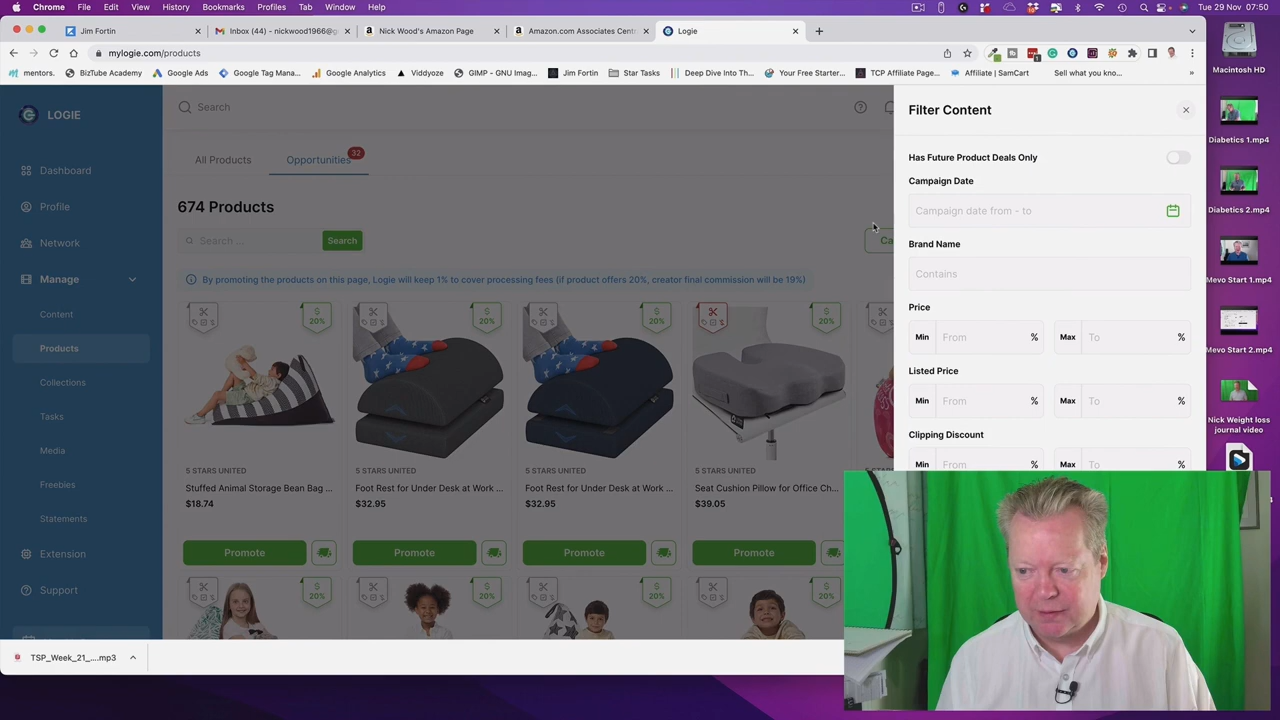 Chrome File Edit View History Bookmarks Profiles Tab Window Help
Tue 29 Nov 07:50
Jim Fortin
Inbox (44) - nickwood1966@g
Nick Wood's Amazon Page
Amazon.com Associates Cent
Logie
mylogie.com/products
mentors.
BizTube Academy
Google Ads
Google Tag Mana...
Google Analytics
Viddyoze
GIMP - GNU Imag...
Jim Fortin
Star Tasks
Deep Dive Into Th...
Your Free Starter...
TCP Affiliate Page...
Affiliate | SamCart
Sell what you kno...
»
LOGIE
Dashboard
Profile
Network
Manage
Content
Products
Collections
Tasks
Media
Freebies
Statements
Extension
Support
Search
All Products
Opportunities
32
674 Products
Search ...
Search
By promoting the products on this page, Logie will keep 1% to cover processing fees (if product offers 20%, creator final commission will be 19%)
$ 20%
$ 20%
$ 20%
$ 20%
5 STARS UNITED
Stuffed Animal Storage Bean Bag ...
$18.74
Promote
5 STARS UNITED
Foot Rest for Under Desk at Work ...
$32.95
Promote
5 STARS UNITED
Foot Rest for Under Desk at Work ...
$32.95
Promote
5 STARS UNITED
Seat Cushion Pillow for Office Ch...
$39.05
Promote
20%
20%
20%
20%
Filter Content
Has Future Product Deals Only
Campaign Date
Campaign date from - to
Brand Name
Contains
Price
Min From % Max To %
Listed Price
Min From % Max To %
Clipping Discount
Min From % Max To %
Macintosh HD
Diabetics 1.mp4
Diabetics 2.mp4
Mevo Start 1.mp4
Mevo Start 2.mp4
Nick Weight loss
journal video
TSP_Week_21_....mp3